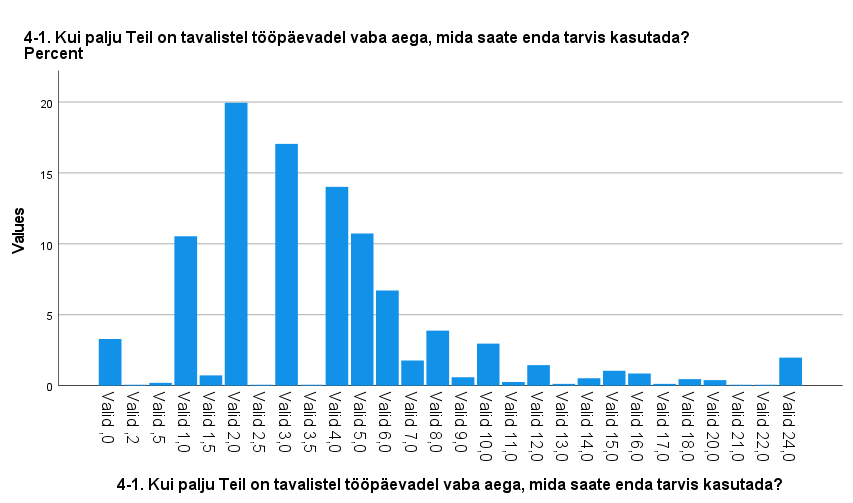 4-1. Kui palju Teil on tavalistel tööpäevadel vaba aega, mida saate enda tarvis kasutada?
Percent
20
15
10
5
0
Values
Valid ,0
Valid ,2
Valid ,5
Valid 1,0
Valid 1,5
Valid 2,0
Valid 2,5
Valid 3,0
Valid 3,5
Valid 4,0
Valid 5,0
Valid 6,0
Valid 7,0
Valid 8,0
Valid 9,0
Valid 10,0
Valid 11,0
Valid 12,0
Valid 13,0
Valid 14,0
Valid 15,0
Valid 16,0
Valid 17,0
Valid 18,0
Valid 20,0
Valid 21,0
Valid 22,0
Valid 24,0
4-1. Kui palju Teil on tavalistel tööpäevadel vaba aega, mida saate enda tarvis kasutada?